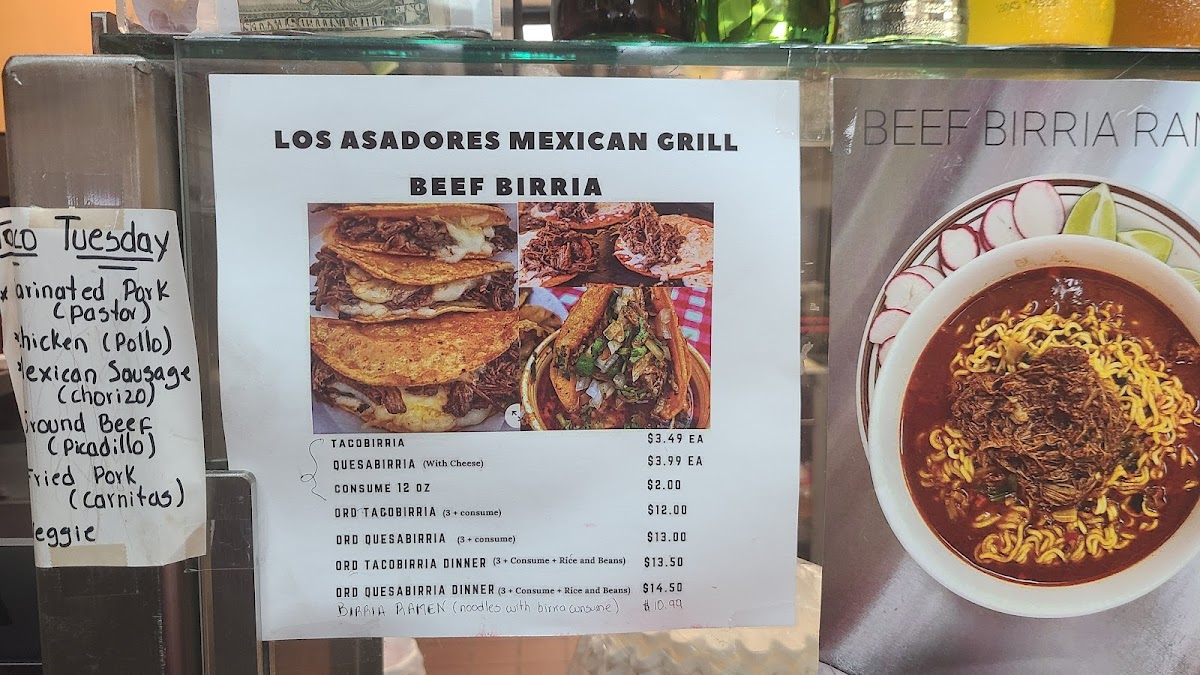 Taco Tuesday
arinated Pork
(pastor)
hicken (Pollo)
exican Sausage
(chorizo)
round Beef
(Picadillo)
Fried Pork
(Carnitas)
Veggie
LOS ASADORES MEXICAN GRILL
BEEF BIRRIA
TACOBIRRIA $3.49 EA
QUESABIRRIA (With Cheese) $3.99 EA
CONSUME 12 OZ $2.00
ORD TACOBIRRIA (3 + consume) $12.00
ORD QUESABIRRIA (3 + consume) $13.00
ORD TACOBIRRIA DINNER (3 + Consume + Rice and Beans) $13.50
ORD QUESABIRRIA DINNER (3 + Consume + Rice and Beans) $14.50
BIRRIA RAMEN (noodles with birra consume) $10.99
BEEF BIRRIA RA